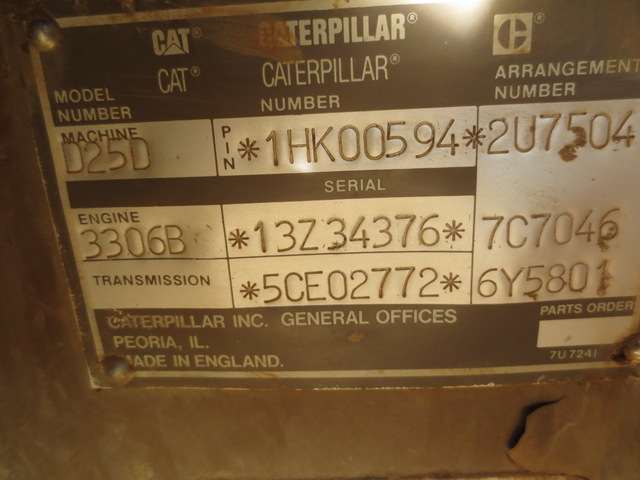 CAT® CATERPILLAR® C
CAT® CATERPILLAR®
MODEL NUMBER NUMBER ARRANGEMENT NUMBER
MACHINE D25D PIN *1HK00594* 2U7504
SERIAL
ENGINE 3306B *13Z34376* 7C7046
TRANSMISSION *5CE02772* 6Y5801
CATERPILLAR INC. GENERAL OFFICES PARTS ORDER
PEORIA, IL.
MADE IN ENGLAND. 7U7241